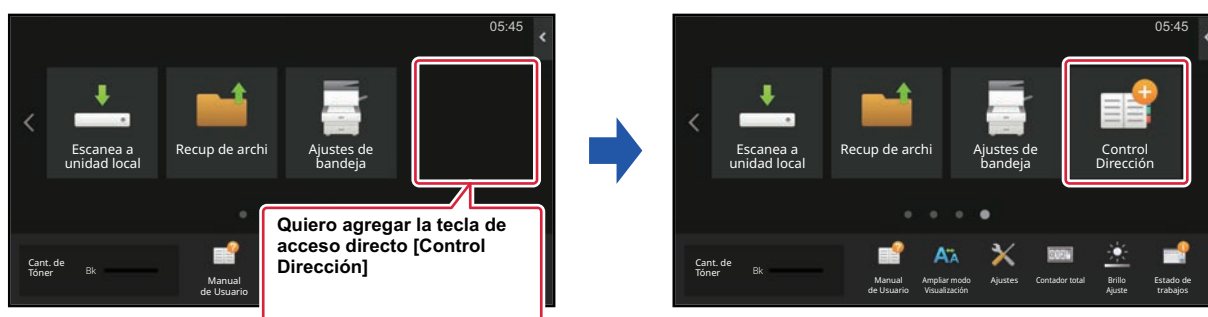 05:45
Escanea a
unidad local
Recup de archi
Ajustes de
bandeja
Quiero agregar la tecla de
acceso directo [Control
Dirección]
Cant. de
Tóner
Bk
Manual
de Usuario
05:45
Escanea a
unidad local
Recup de archi
Ajustes de
bandeja
Control
Dirección
Cant. de
Tóner
Bk
Manual
de Usuario
Ampliar modo
Visualización
Ajustes
Contador total
Brillo
Ajuste
Estado de
trabajos